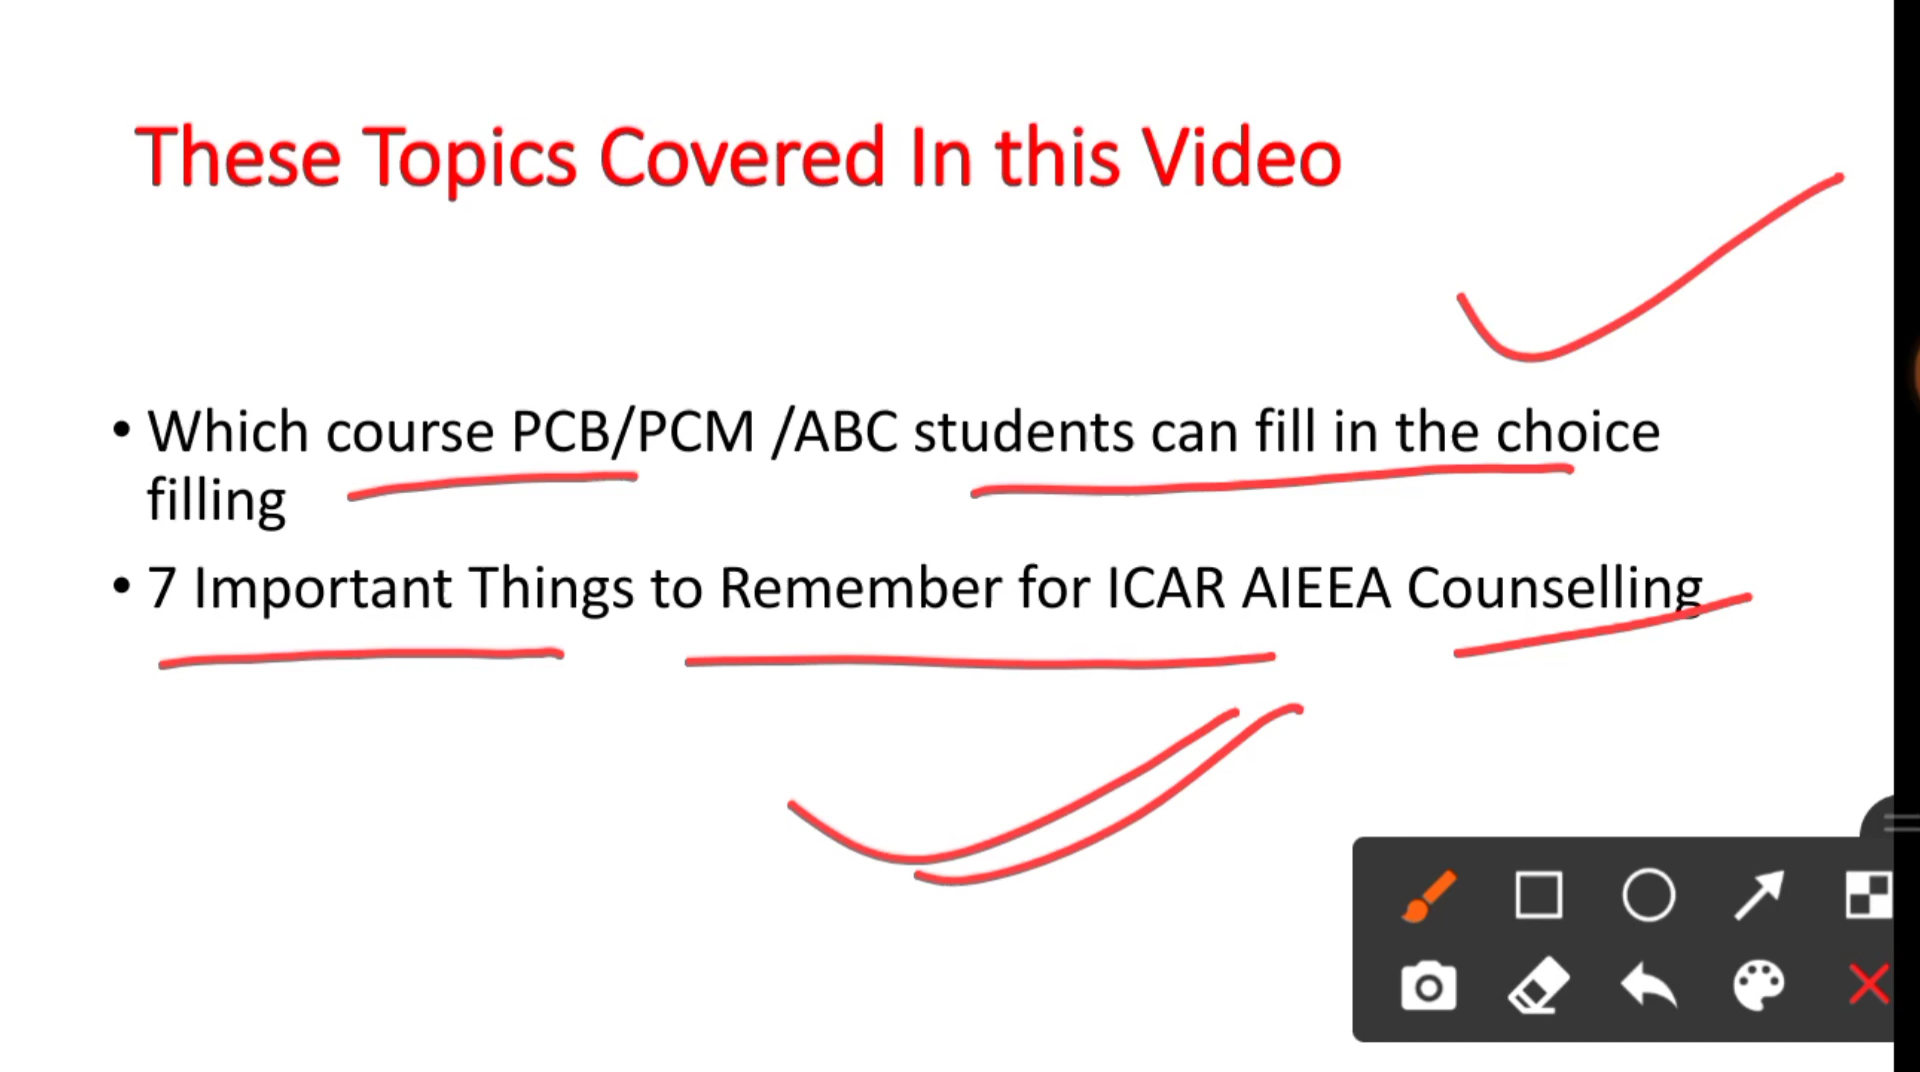 These Topics Covered In this Video
• Which course PCB/PCM /ABC students can fill in the choice
filling
• 7 Important Things to Remember for ICAR AIEEA Counselling